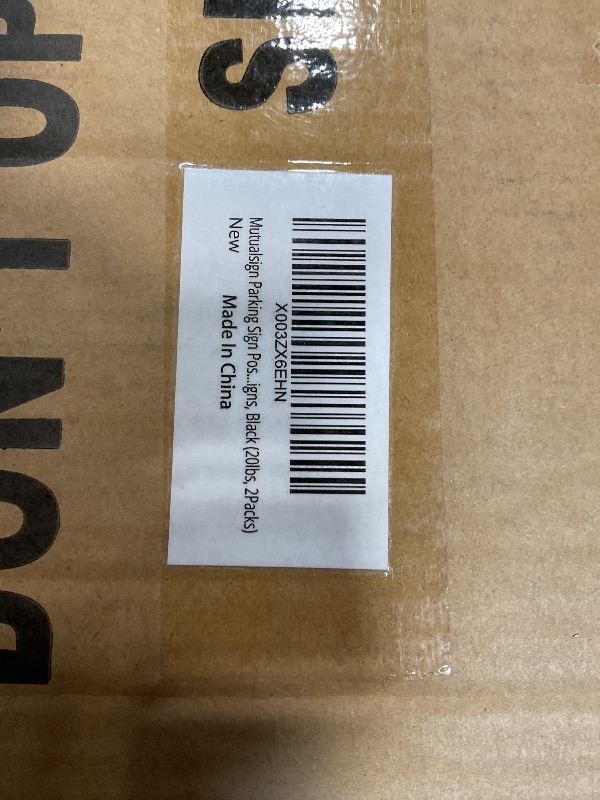 X003ZX6EHN
Mutualsign Parking Sign Pos...igns, Black (20lbs, 2Packs)
New
Made In China